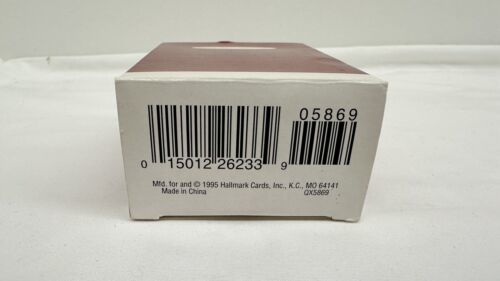 05869
0 15012 26233 9
Mfd. for and © 1995 Hallmark Cards, Inc., K.C., MO 64141
Made in China QX5869